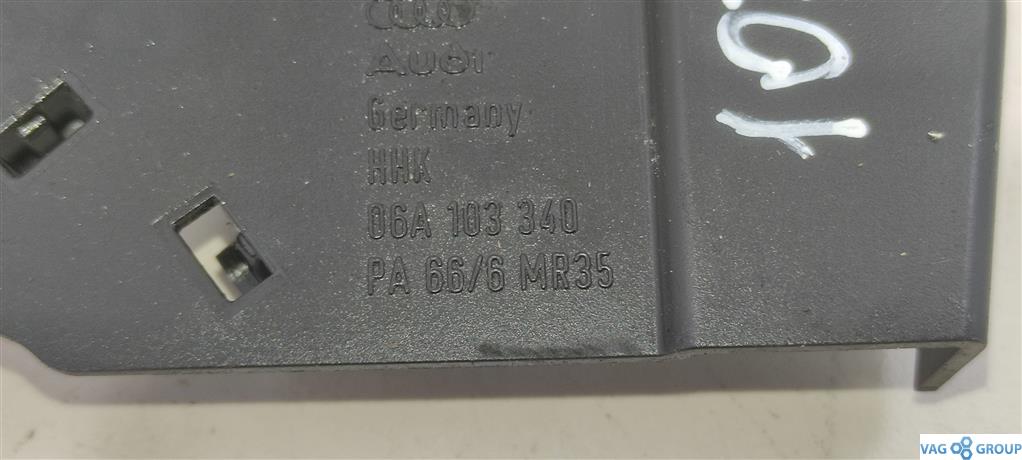 Audi
Germany
HHK
06A 103 340
PA 66/6 MR35
VAG GROUP